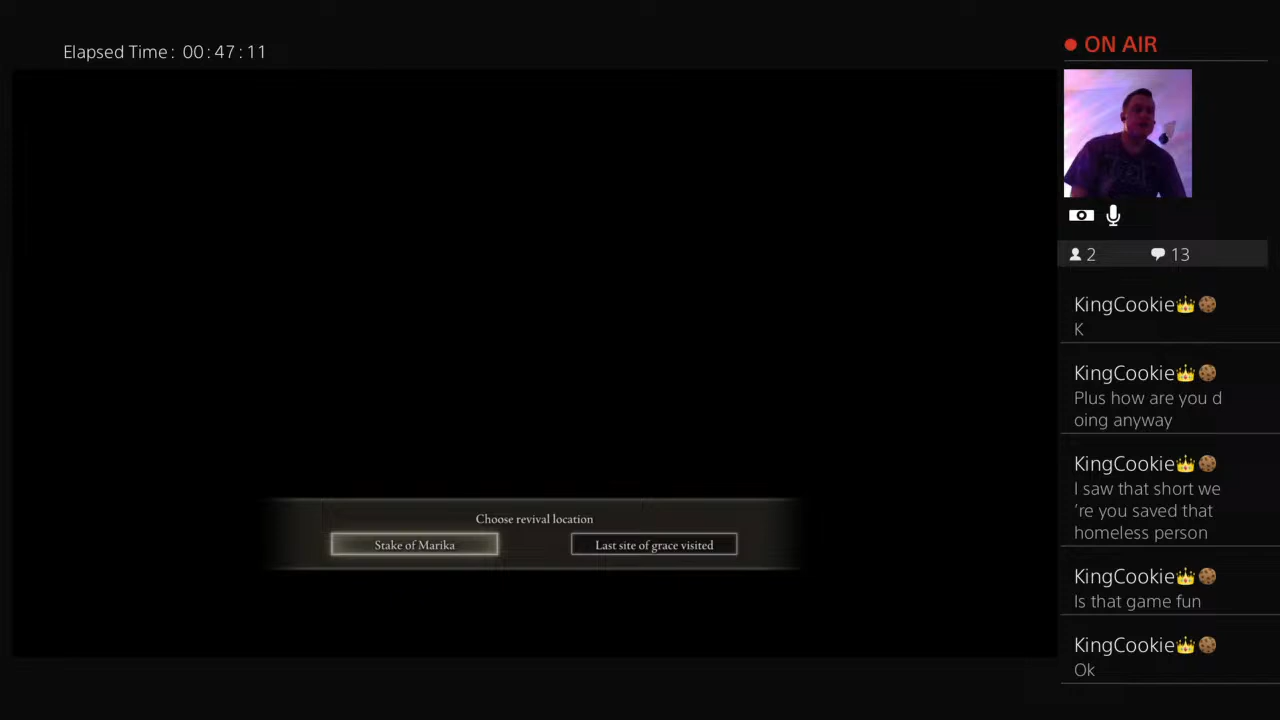 Elapsed Time: 00:47:11
ON AIR
2 13
KingCookie👑🍪
K
KingCookie👑🍪
Plus how are you d
oing anyway
KingCookie👑🍪
I saw that short we
're you saved that
homeless person
KingCookie👑🍪
Is that game fun
KingCookie👑🍪
Ok
Choose revival location
Stake of Marika Last site of grace visited